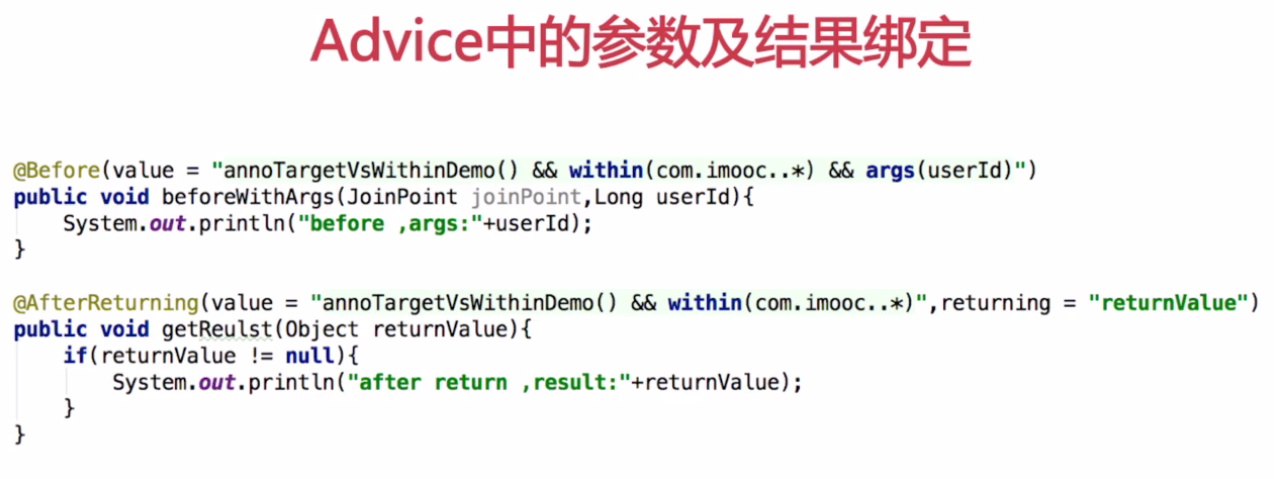 Advice中的参数及结果绑定
@Before(value = "annoTargetVsWithinDemo() && within(com.imooc..*) && args(userId)")
public void beforeWithArgs(JoinPoint joinPoint,Long userId){
System.out.println("before ,args:"+userId);
}
@AfterReturning(value = "annoTargetVsWithinDemo() && within(com.imooc..*)",returning = "returnValue")
public void getReulst(Object returnValue){
if(returnValue != null){
System.out.println("after return ,result:"+returnValue);
}
}